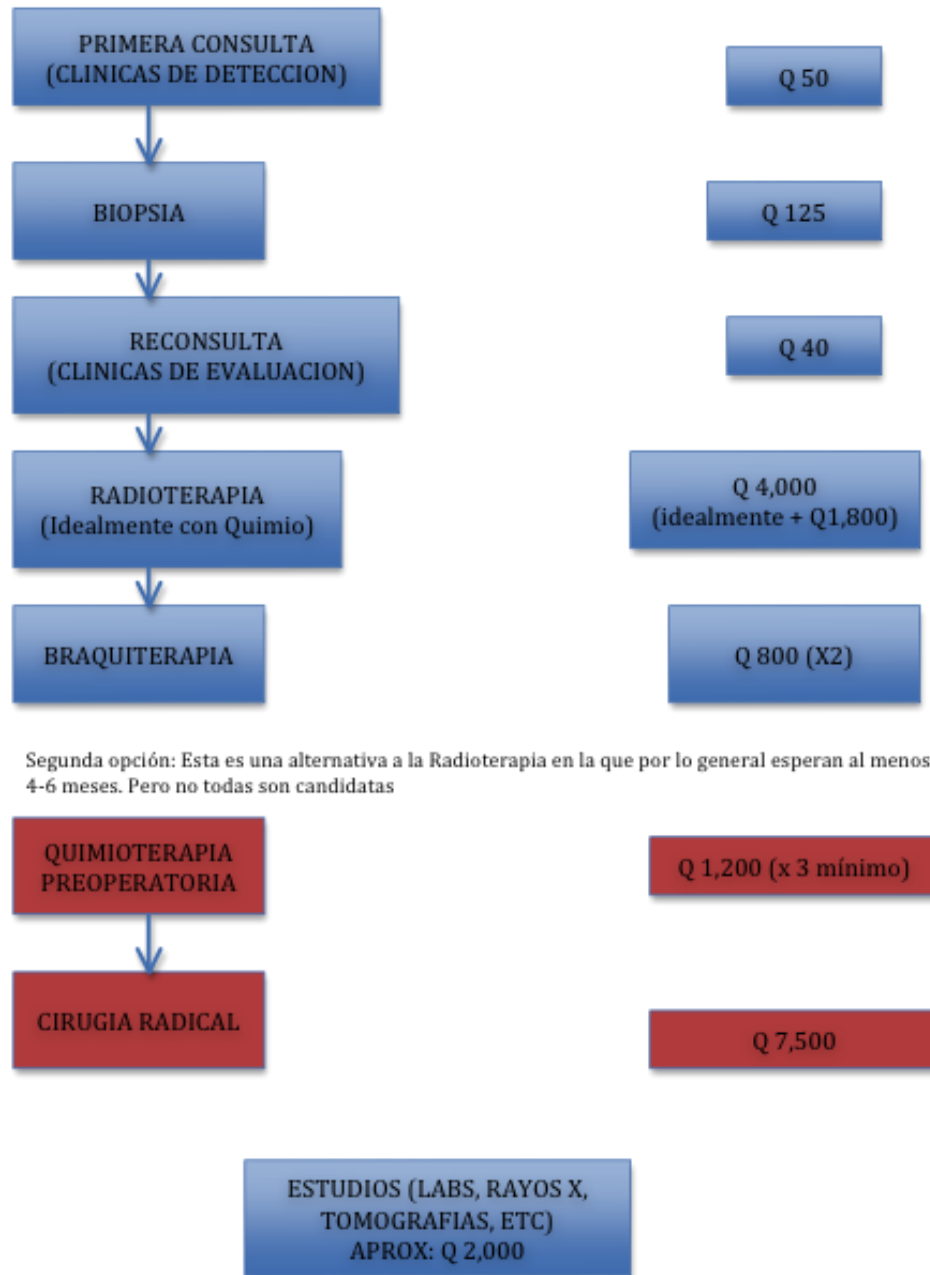 PRIMERA CONSULTA
(CLINICAS DE DETECCION)
Q 50
BIOPSIA
Q 125
RECONSULTA
(CLINICAS DE EVALUACION)
Q 40
RADIOTERAPIA
(Idealmente con Quimio)
Q 4,000
(idealmente + Q1,800)
BRAQUITERAPIA
Q 800 (X2)
Segunda opción: Esta es una alternativa a la Radioterapia en la que por lo general esperan al menos
4-6 meses. Pero no todas son candidatas
QUIMIOTERAPIA
PREOPERATORIA
Q 1,200 (x 3 mínimo)
CIRUGIA RADICAL
Q 7,500
ESTUDIOS (LABS, RAYOS X,
TOMOGRAFIAS, ETC)
APROX: Q 2,000